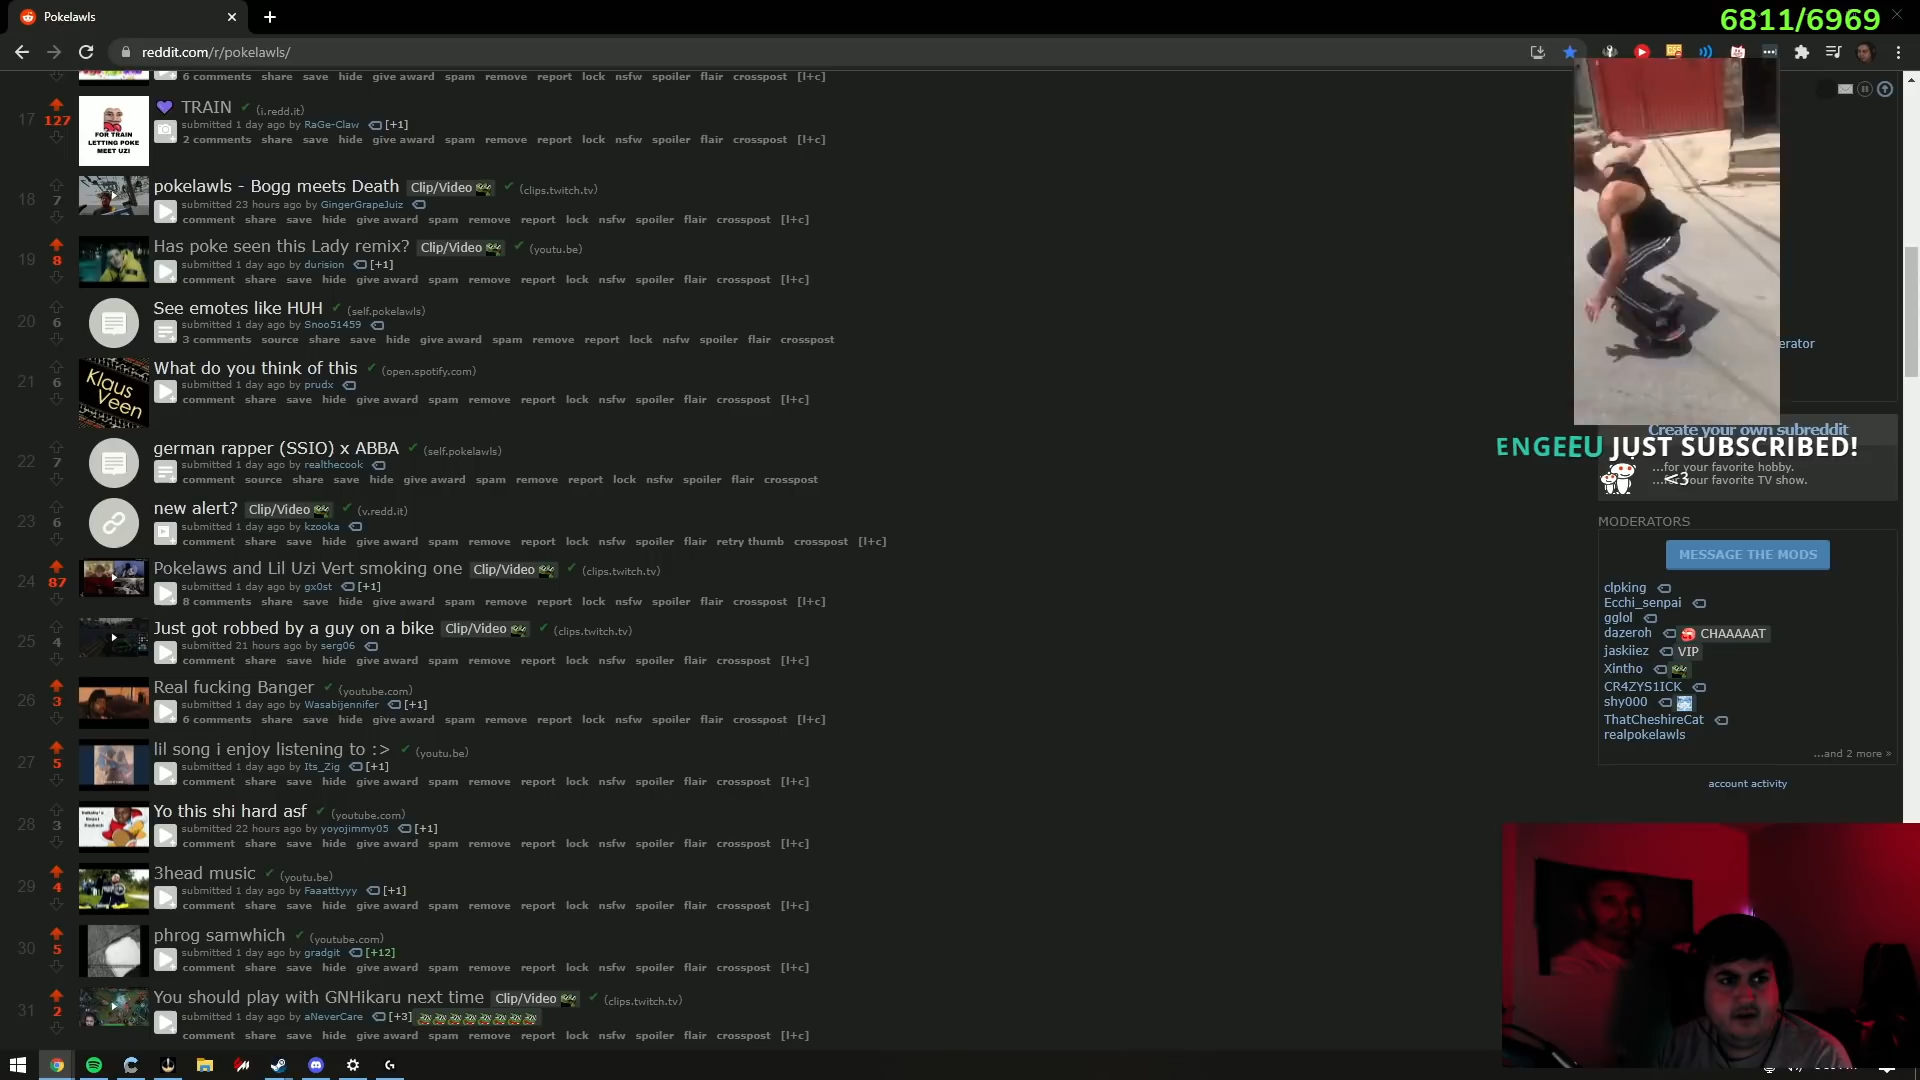 Pokelawls
6811/6969
reddit.com/r/pokelawls/
6 comments share save hide give award spam remove report lock nsfw spoiler flair crosspost [l+c]
17 127
FOR TRAIN
LETTING POKE
MEET UZI
TRAIN (i.redd.it)
submitted 1 day ago by RaGe-Claw [+1]
2 comments share save hide give award spam remove report lock nsfw spoiler flair crosspost [l+c]
18 7
pokelawls - Bogg meets Death Clip/Video (clips.twitch.tv)
submitted 23 hours ago by GingerGrapeJuiz
comment share save hide give award spam remove report lock nsfw spoiler flair crosspost [l+c]
19 8
Has poke seen this Lady remix? Clip/Video (youtu.be)
submitted 1 day ago by durision [+1]
comment share save hide give award spam remove report lock nsfw spoiler flair crosspost [l+c]
20 6
See emotes like HUH (self.pokelawls)
submitted 1 day ago by Snoo51459
3 comments source share save hide give award spam remove report lock nsfw spoiler flair crosspost
21 6
Klaus
Veen
What do you think of this (open.spotify.com)
submitted 1 day ago by prudx
comment share save hide give award spam remove report lock nsfw spoiler flair crosspost [l+c]
22 7
german rapper (SSIO) x ABBA (self.pokelawls)
submitted 1 day ago by realthecook
comment source share save hide give award spam remove report lock nsfw spoiler flair crosspost
23 6
new alert? Clip/Video (v.redd.it)
submitted 1 day ago by kzooka
comment share save hide give award spam remove report lock nsfw spoiler flair retry thumb crosspost [l+c]
24 87
Pokelaws and Lil Uzi Vert smoking one Clip/Video (clips.twitch.tv)
submitted 1 day ago by gx0st [+1]
8 comments share save hide give award spam remove report lock nsfw spoiler flair crosspost [l+c]
25 4
Just got robbed by a guy on a bike Clip/Video (clips.twitch.tv)
submitted 21 hours ago by serg06
comment share save hide give award spam remove report lock nsfw spoiler flair crosspost [l+c]
26 3
Real fucking Banger (youtube.com)
submitted 1 day ago by Wasabijennifer [+1]
6 comments share save hide give award spam remove report lock nsfw spoiler flair crosspost [l+c]
27 5
lil song i enjoy listening to :> (youtu.be)
submitted 1 day ago by Its_Zig [+1]
comment share save hide give award spam remove report lock nsfw spoiler flair crosspost [l+c]
28 3
Yo this shi hard asf (youtube.com)
submitted 22 hours ago by yoyojimmy05 [+1]
comment share save hide give award spam remove report lock nsfw spoiler flair crosspost [l+c]
29 4
3head music (youtu.be)
submitted 1 day ago by Faaatttyyy [+1]
comment share save hide give award spam remove report lock nsfw spoiler flair crosspost [l+c]
30 5
phrog samwhich (youtube.com)
submitted 1 day ago by gradgit [+12]
comment share save hide give award spam remove report lock nsfw spoiler flair crosspost [l+c]
31 2
You should play with GNHikaru next time Clip/Video (clips.twitch.tv)
submitted 1 day ago by aNeverCare [+3]
comment share save hide give award spam remove report lock nsfw spoiler flair crosspost [l+c]
erator
Create your own subreddit
ENGEEU JUST SUBSCRIBED!
...for your favorite hobby.
<3
...for your favorite TV show.
MODERATORS
MESSAGE THE MODS
clpking
Ecchi_senpai
gglol
dazeroh CHAAAAAT
jaskiiez VIP
Xintho
CR4ZYS1ICK
shy000
ThatCheshireCat
realpokelawls
...and 2 more »
account activity